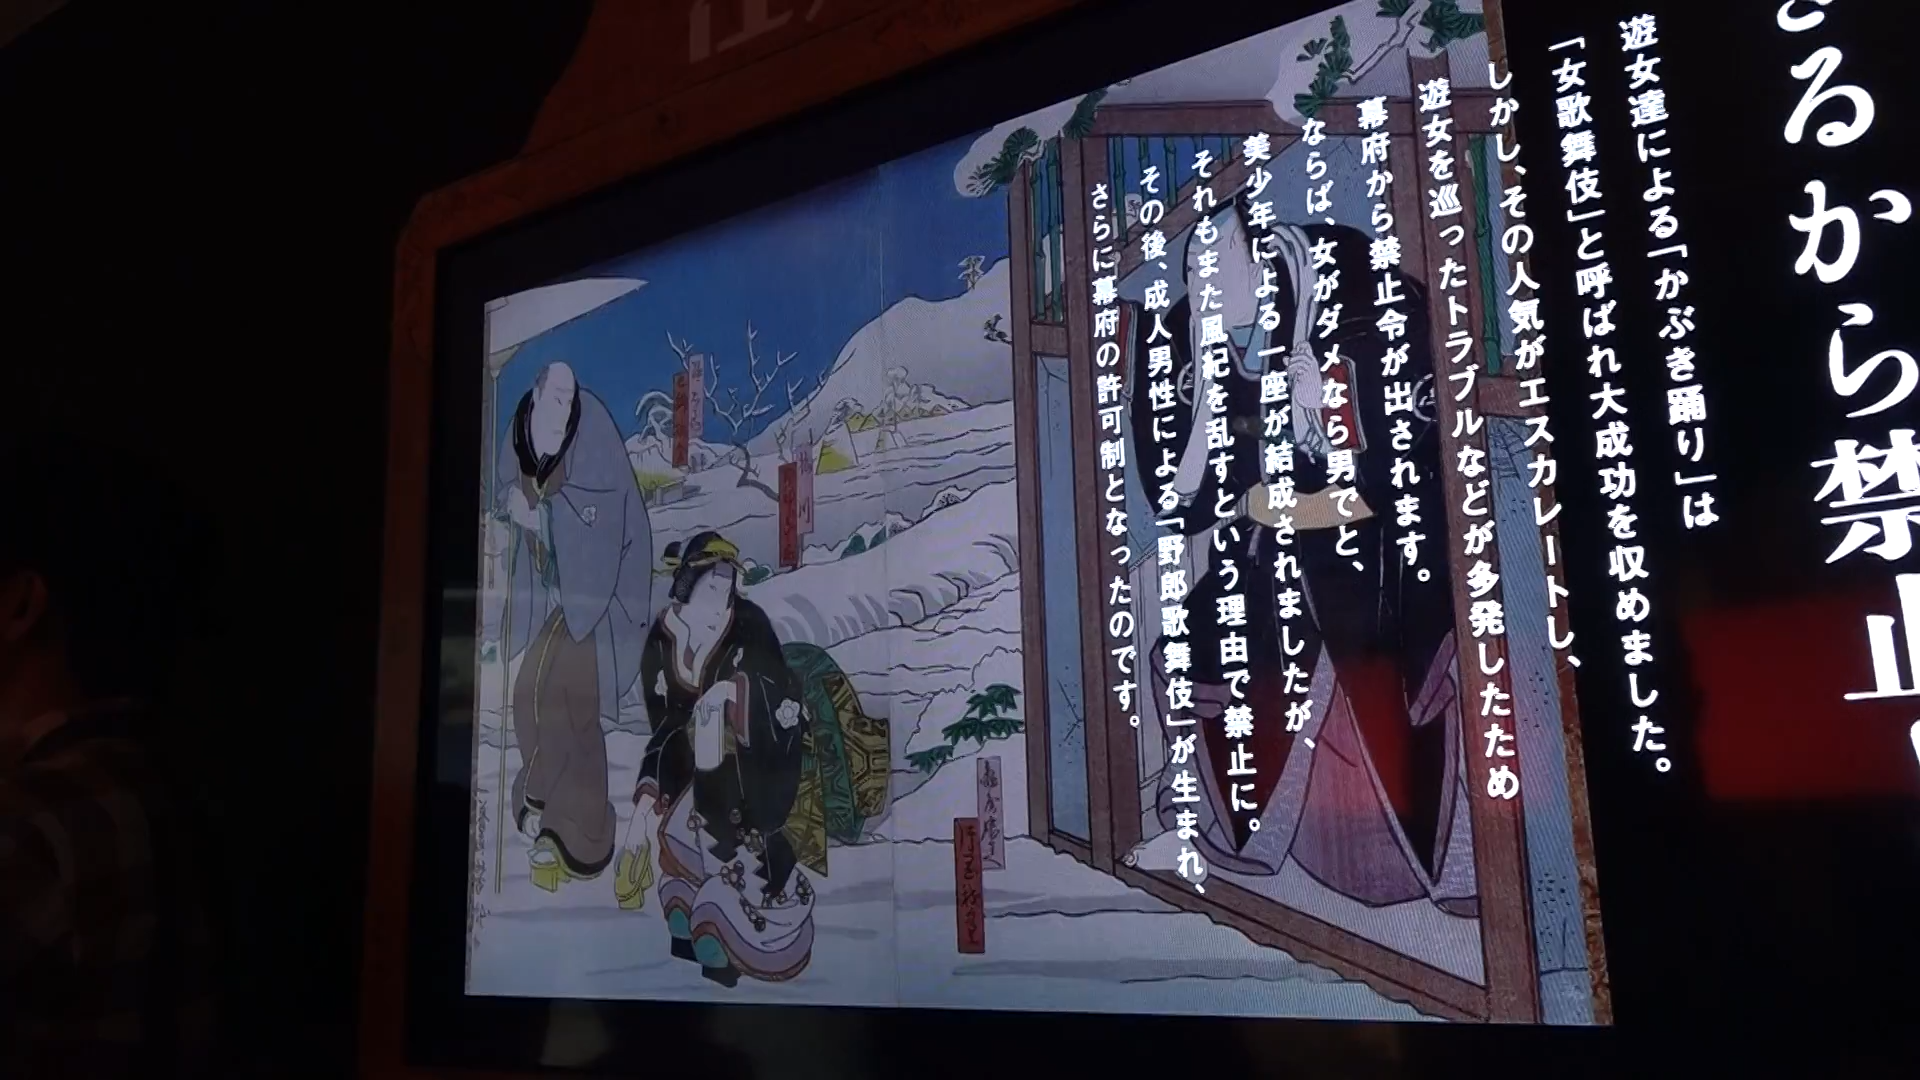 るから禁止
遊女達による「かぶき踊り」は
「女歌舞伎」と呼ばれ大成功を収めました。
しかし、その人気がエスカレートし、
遊女を巡ったトラブルなどが多発したため
幕府から禁止令が出されます。
ならば、女がダメなら男でと、
美少年による一座が結成されましたが、
それもまた風紀を乱すという理由で禁止に。
その後、成人男性による「野郎歌舞伎」が生まれ、
さらに幕府の許可制となったのです。